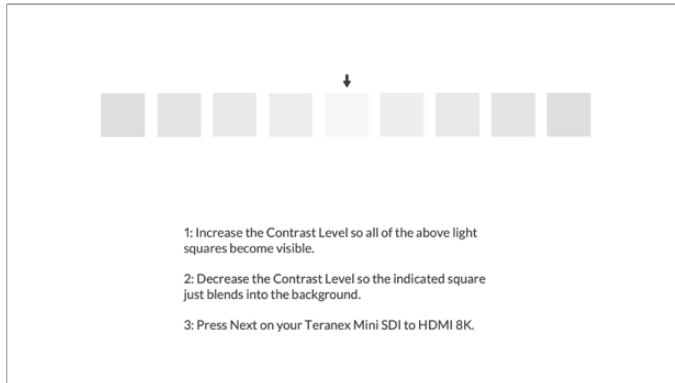 1: Increase the Contrast Level so all of the above light
squares become visible.
2: Decrease the Contrast Level so the indicated square
just blends into the background.
3: Press Next on your Teranex Mini SDI to HDMI 8K.